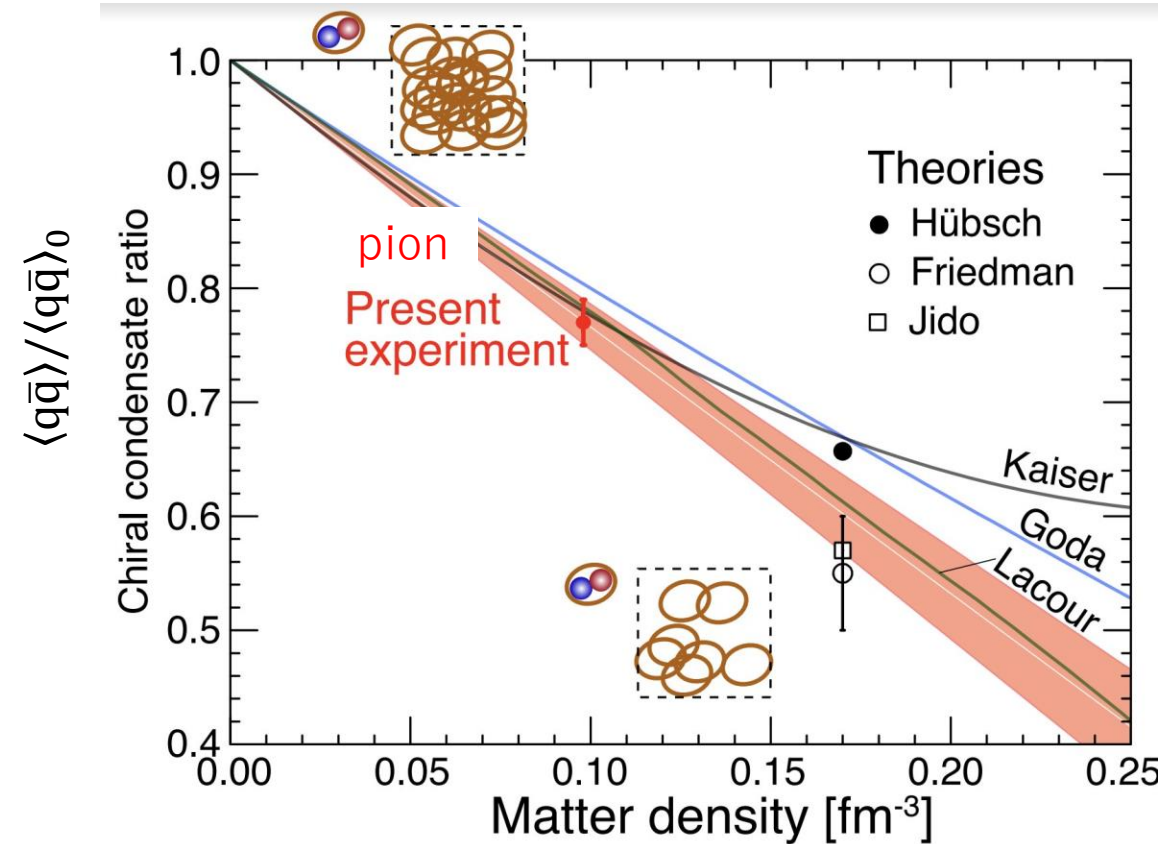 ⟨qq̄⟩/⟨qq̄⟩₀
Chiral condensate ratio
1.0
0.9
0.8
0.7
0.6
0.5
0.4
pion
Present
experiment
Theories
● Hübsch
○ Friedman
□ Jido
Kaiser
Goda
Lacour
0.00
0.05
0.10
0.15
0.20
0.25
Matter density [fm⁻³]